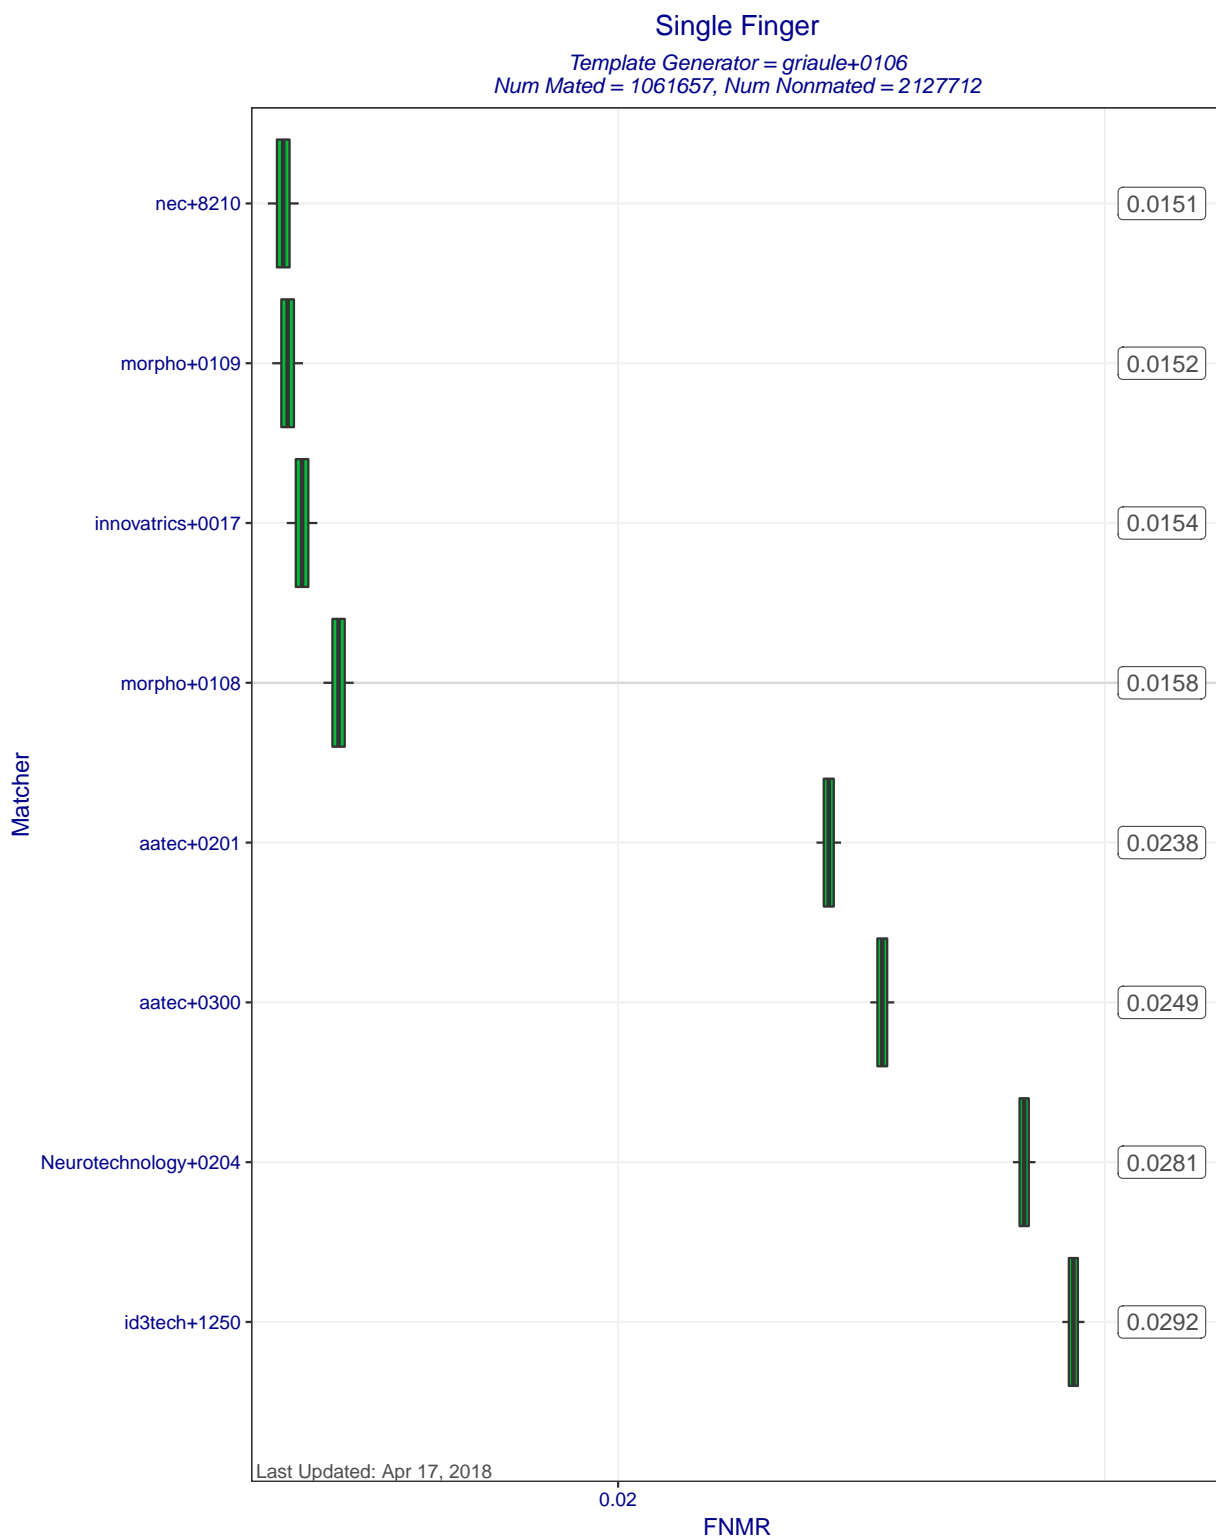 Single Finger
Template Generator = griaule+0106
Num Mated = 1061657, Num Nonmated = 2127712
nec+8210
0.0151
morpho+0109
0.0152
innovatrics+0017
0.0154
morpho+0108
0.0158
Matcher
aatec+0201
0.0238
aatec+0300
0.0249
Neurotechnology+0204
0.0281
id3tech+1250
0.0292
Last Updated: Apr 17, 2018
0.02
FNMR